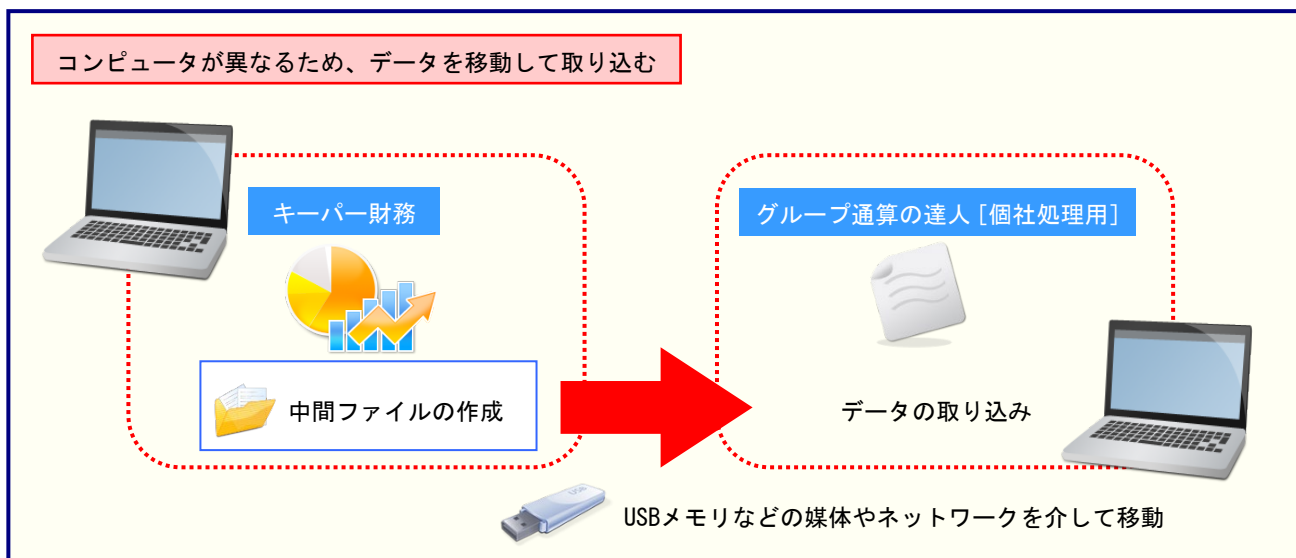 コンピュータが異なるため、データを移動して取り込む
キーパー財務
グループ通算の達人[個社処理用]
中間ファイルの作成
データの取り込み
USB
USBメモリなどの媒体やネットワークを介して移動